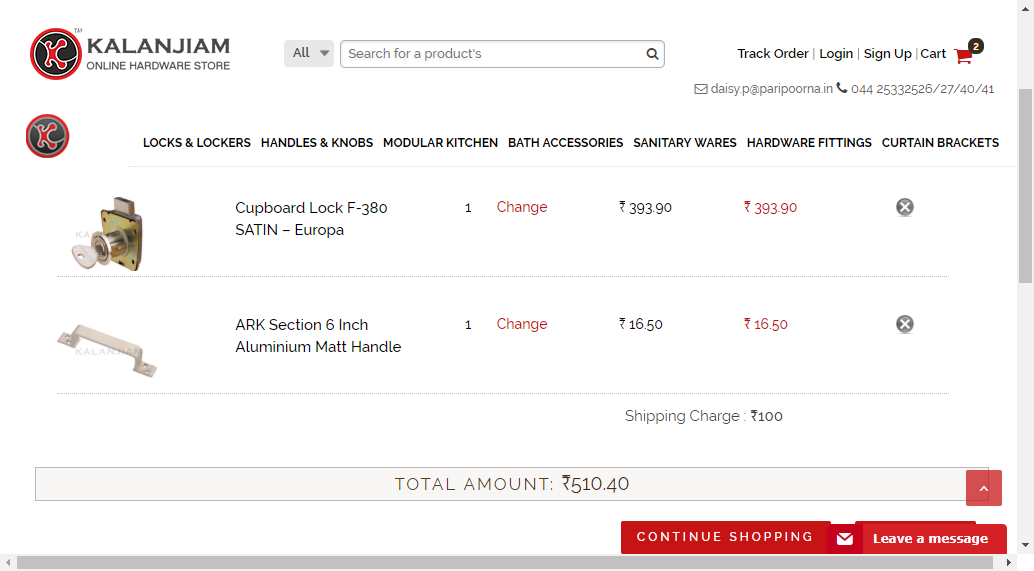 KALANJIAM™
ONLINE HARDWARE STORE
All
Search for a product's
Track Order | Login | Sign Up | Cart 2
daisy.p@paripoorna.in 044 25332526/27/40/41
LOCKS & LOCKERS HANDLES & KNOBS MODULAR KITCHEN BATH ACCESSORIES SANITARY WARES HARDWARE FITTINGS CURTAIN BRACKETS
Cupboard Lock F-380 1 Change ₹ 393.90 ₹ 393.90
SATIN – Europa
ARK Section 6 Inch 1 Change ₹ 16.50 ₹ 16.50
Aluminium Matt Handle
KALANJIAM
Shipping Charge : ₹100
TOTAL AMOUNT: ₹510.40
CONTINUE SHOPPING
Leave a message